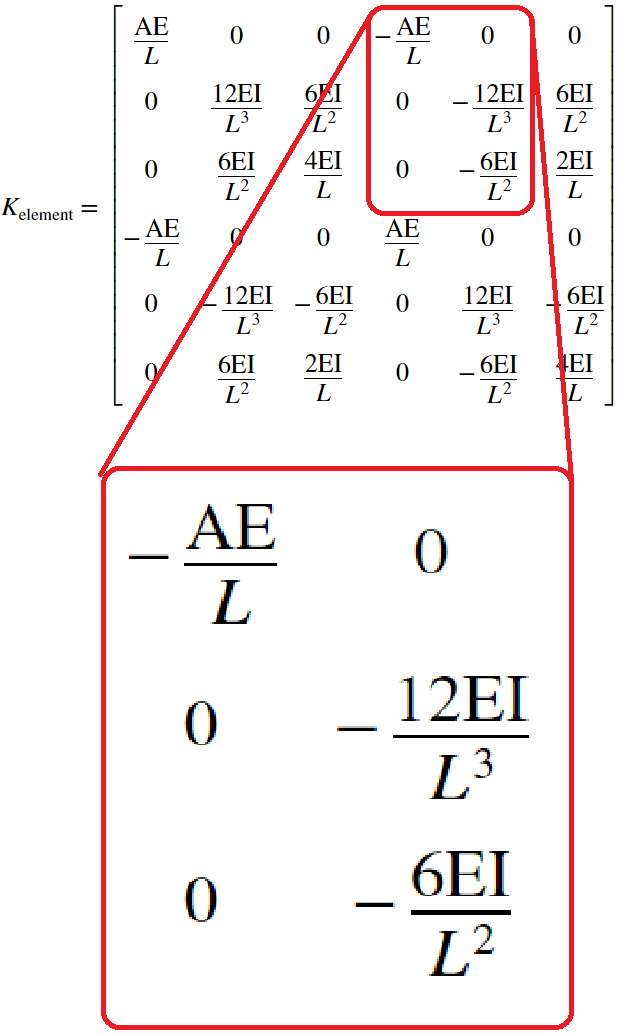 AE/L 0 0 −AE/L 0 0
0 12EI/L³ 6EI/L² 0 −12EI/L³ 6EI/L²
0 6EI/L² 4EI/L 0 −6EI/L² 2EI/L
K_element =
−AE/L 0 0 AE/L 0 0
0 −12EI/L³ −6EI/L² 0 12EI/L³ −6EI/L²
0 6EI/L² 2EI/L 0 −6EI/L² 4EI/L
−AE/L 0
0 −12EI/L³
0 −6EI/L²